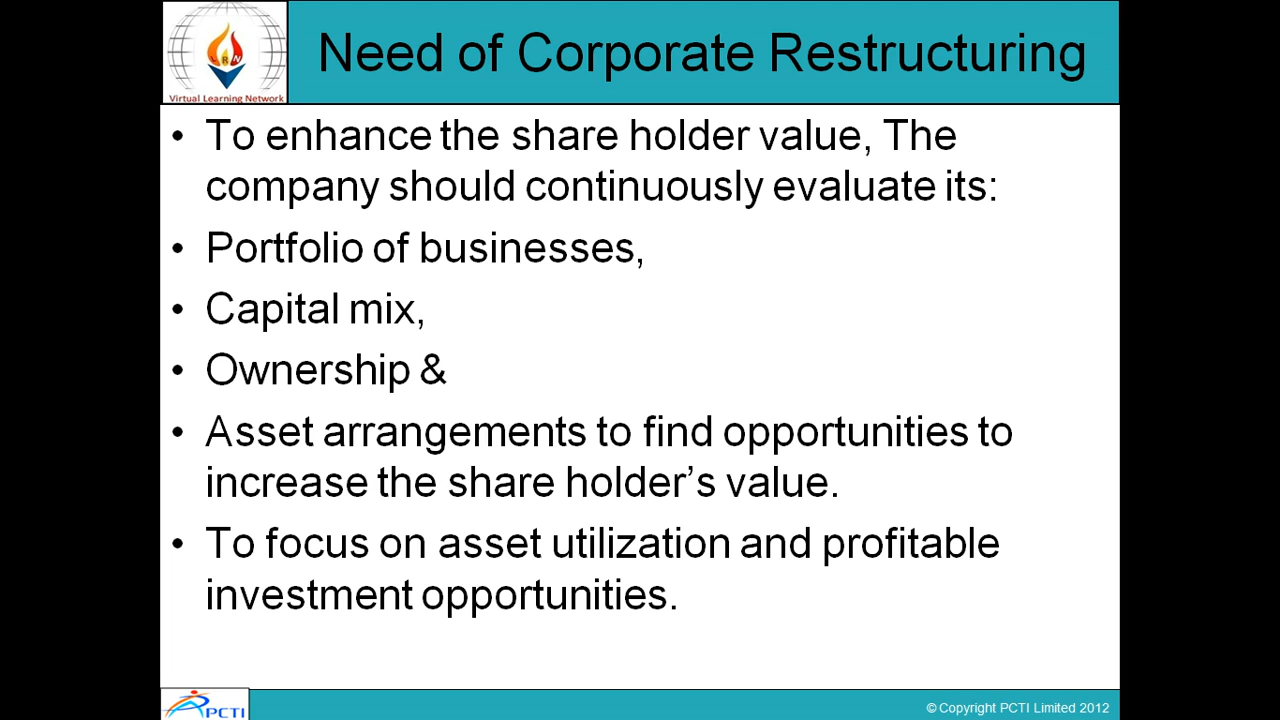 Need of Corporate Restructuring
LRN
Virtual Learning Network
• To enhance the share holder value, The
company should continuously evaluate its:
• Portfolio of businesses,
• Capital mix,
• Ownership &
• Asset arrangements to find opportunities to
increase the share holder’s value.
• To focus on asset utilization and profitable
investment opportunities.
PCTI
© Copyright PCTI Limited 2012